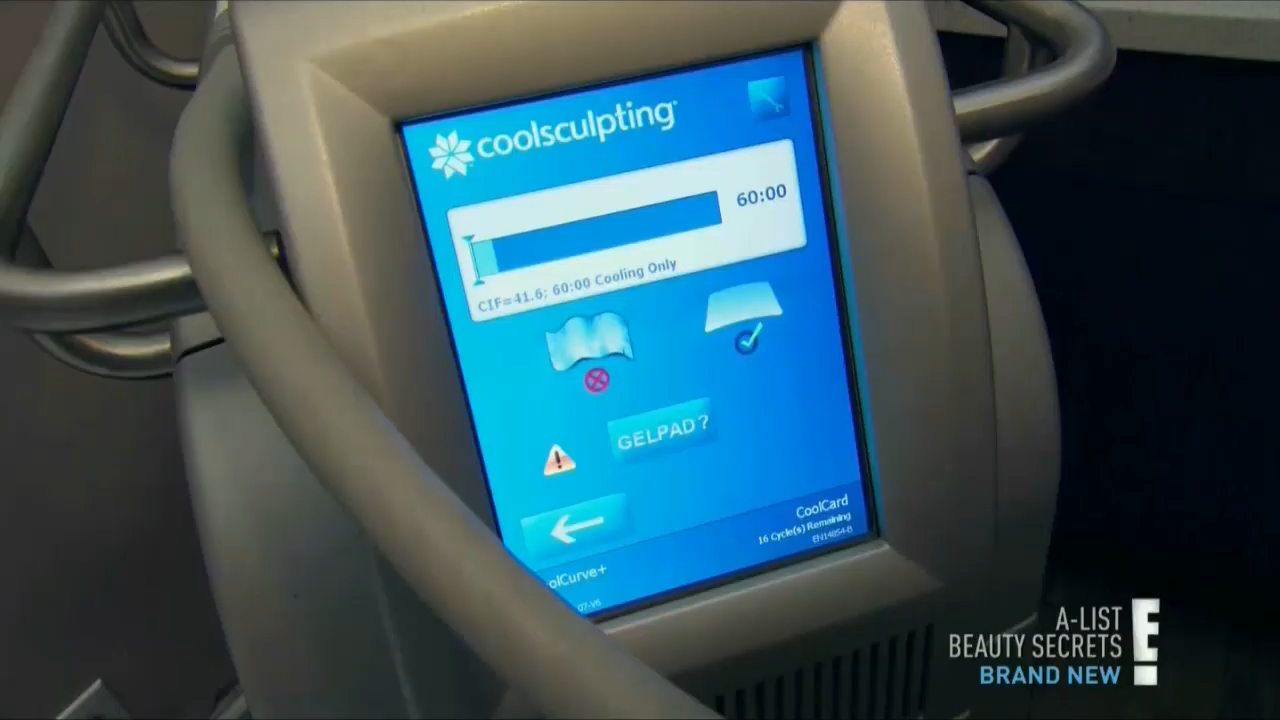 coolsculpting
60:00
CIF=41.6; 60:00 Cooling Only
GELPAD?
CoolCard
16 Cycle(s) Remaining
olCurve+
A-LIST
BEAUTY SECRETS
BRAND NEW
E!